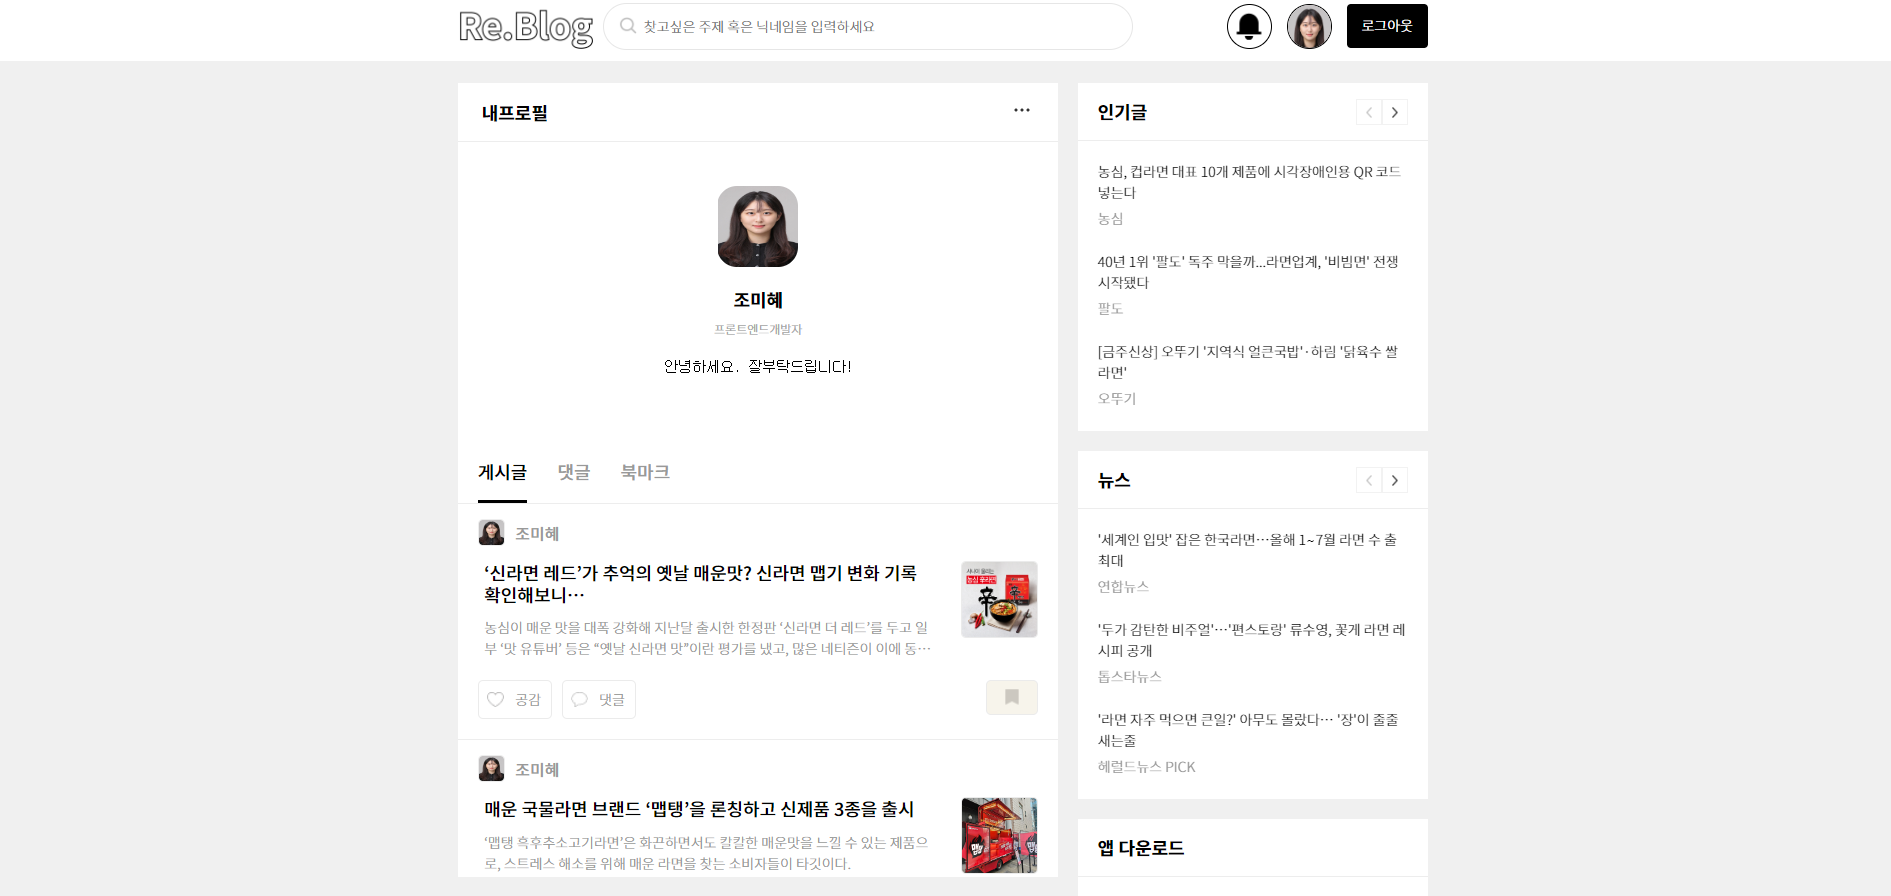 Re.Blog
찾고싶은 주제 혹은 닉네임을 입력하세요
로그아웃
내프로필
조미혜
프론트엔드개발자
안녕하세요. 잘부탁드립니다!
게시글 댓글 북마크
조미혜
‘신라면 레드’가 추억의 옛날 매운맛? 신라면 맵기 변화 기록
확인해보니…
농심이 매운 맛을 대폭 강화해 지난달 출시한 한정판 ‘신라면 더 레드’를 두고 일
부 ‘맛 유튜버’ 등은 “옛날 신라면 맛”이란 평가를 냈고, 많은 네티즌이 이에 동…
사나이 울리는
농심 辛라면
辛
공감 댓글
조미혜
매운 국물라면 브랜드 ‘맵탱’을 론칭하고 신제품 3종을 출시
‘맵탱 흑후추소고기라면’은 화끈하면서도 칼칼한 매운맛을 느낄 수 있는 제품으
로, 스트레스 해소를 위해 매운 라면을 찾는 소비자들이 타깃이다.
인기글
농심, 컵라면 대표 10개 제품에 시각장애인용 QR 코드
넣는다
농심
40년 1위 '팔도' 독주 막을까...라면업계, '비빔면' 전쟁
시작됐다
팔도
[금주신상] 오뚜기 '지역식 얼큰국밥'·하림 '닭육수 쌀
라면'
오뚜기
뉴스
'세계인 입맛' 잡은 한국라면…올해 1~7월 라면 수 출
최대
연합뉴스
'두가 감탄한 비주얼'…'편스토랑' 류수영, 꽃게 라면 레
시피 공개
톱스타뉴스
'라면 자주 먹으면 큰일?' 아무도 몰랐다… '장'이 줄줄
새는줄
헤럴드뉴스 PICK
앱 다운로드